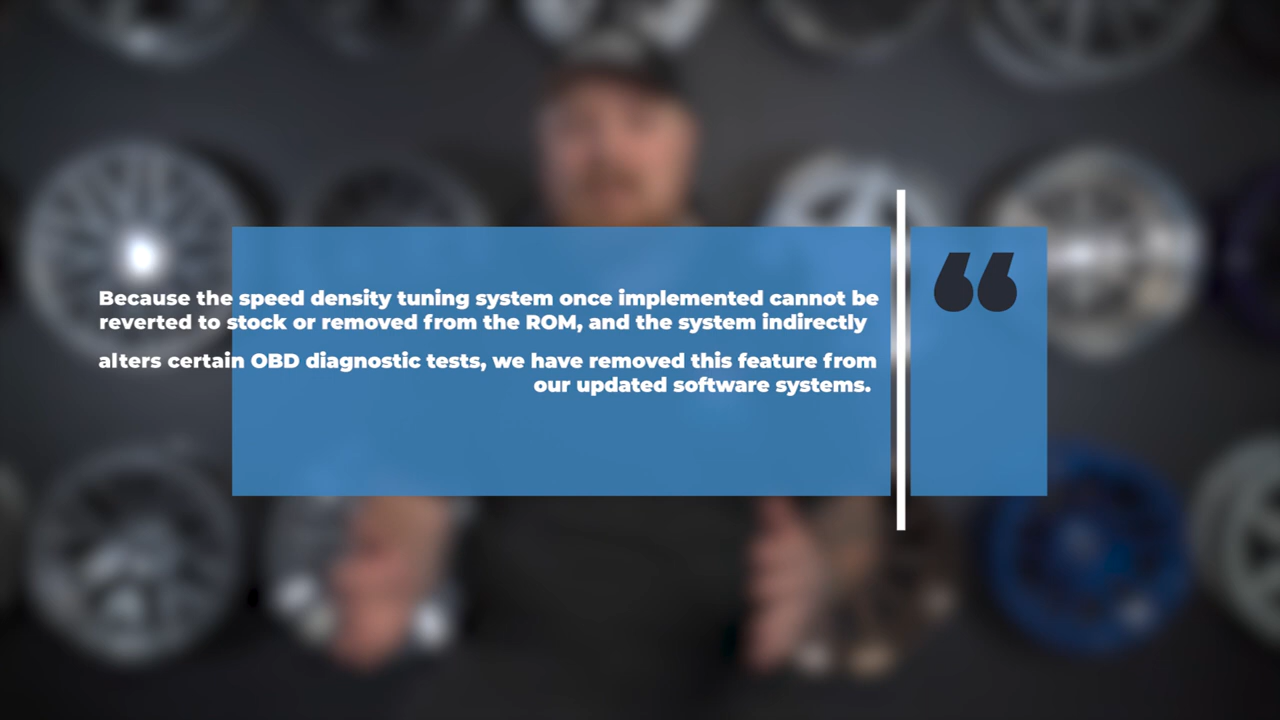 Because the speed density tuning system once implemented cannot be
reverted to stock or removed from the ROM, and the system indirectly
alters certain OBD diagnostic tests, we have removed this feature from
our updated software systems.
“